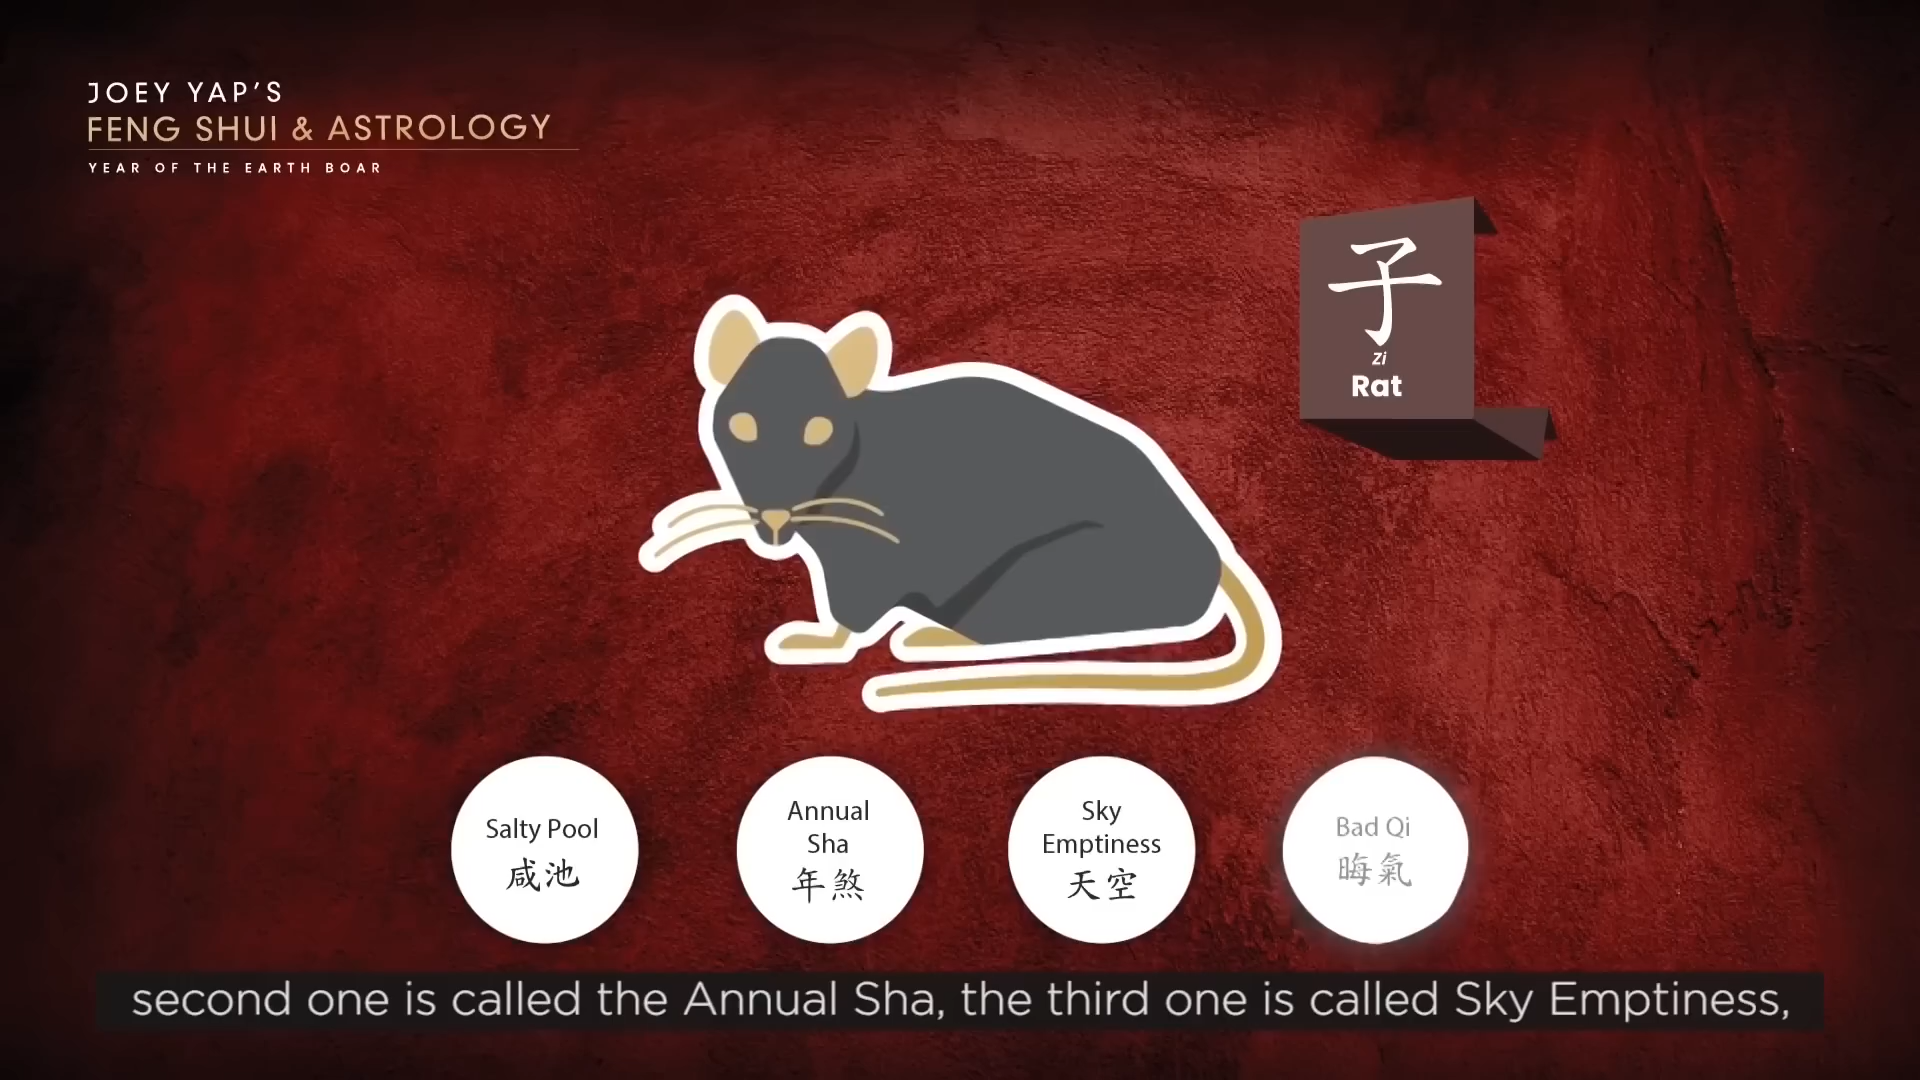 JOEY YAP'S
FENG SHUI & ASTROLOGY
YEAR OF THE EARTH BOAR
子
Zi
Rat
Salty Pool
咸池
Annual
Sha
年煞
Sky
Emptiness
天空
Bad Qi
晦氣
second one is called the Annual Sha, the third one is called Sky Emptiness,